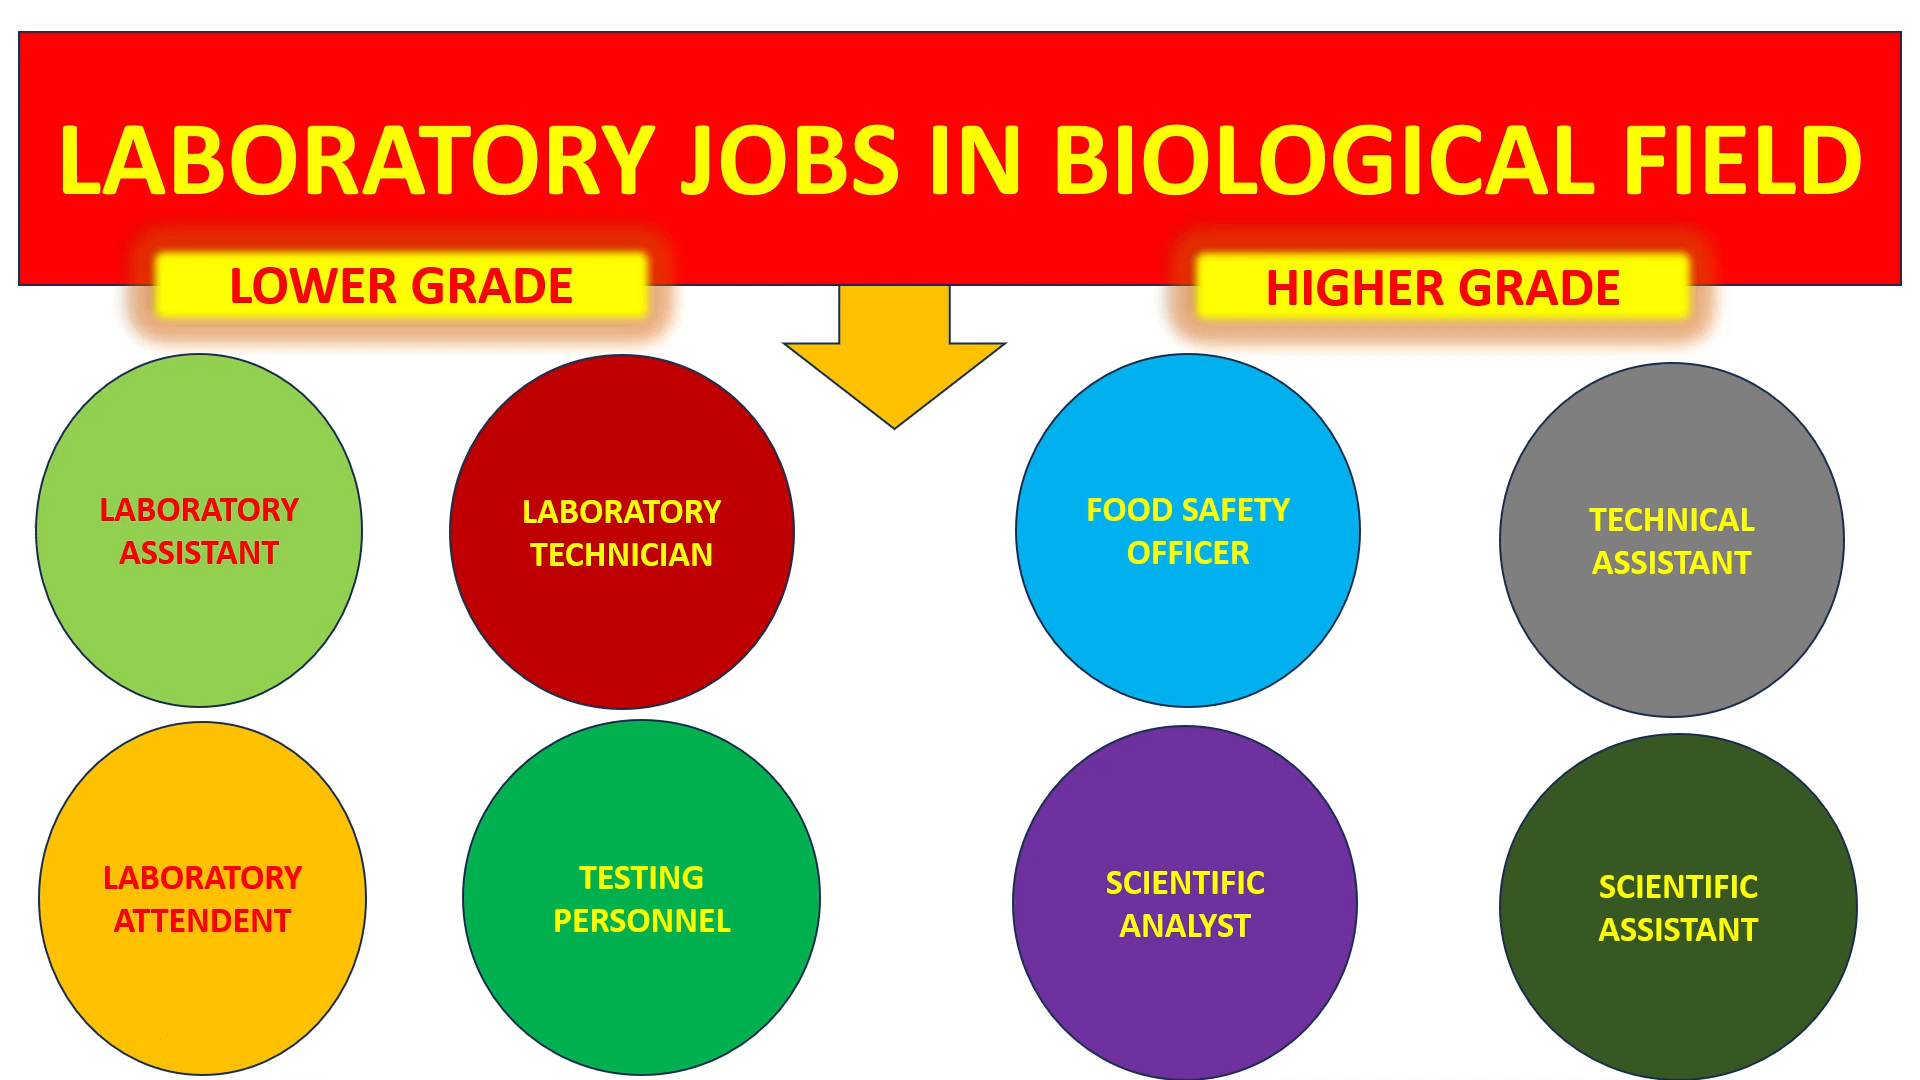 LABORATORY JOBS IN BIOLOGICAL FIELD
LOWER GRADE
HIGHER GRADE
LABORATORY
ASSISTANT
LABORATORY
TECHNICIAN
FOOD SAFETY
OFFICER
TECHNICAL
ASSISTANT
LABORATORY
ATTENDENT
TESTING
PERSONNEL
SCIENTIFIC
ANALYST
SCIENTIFIC
ASSISTANT